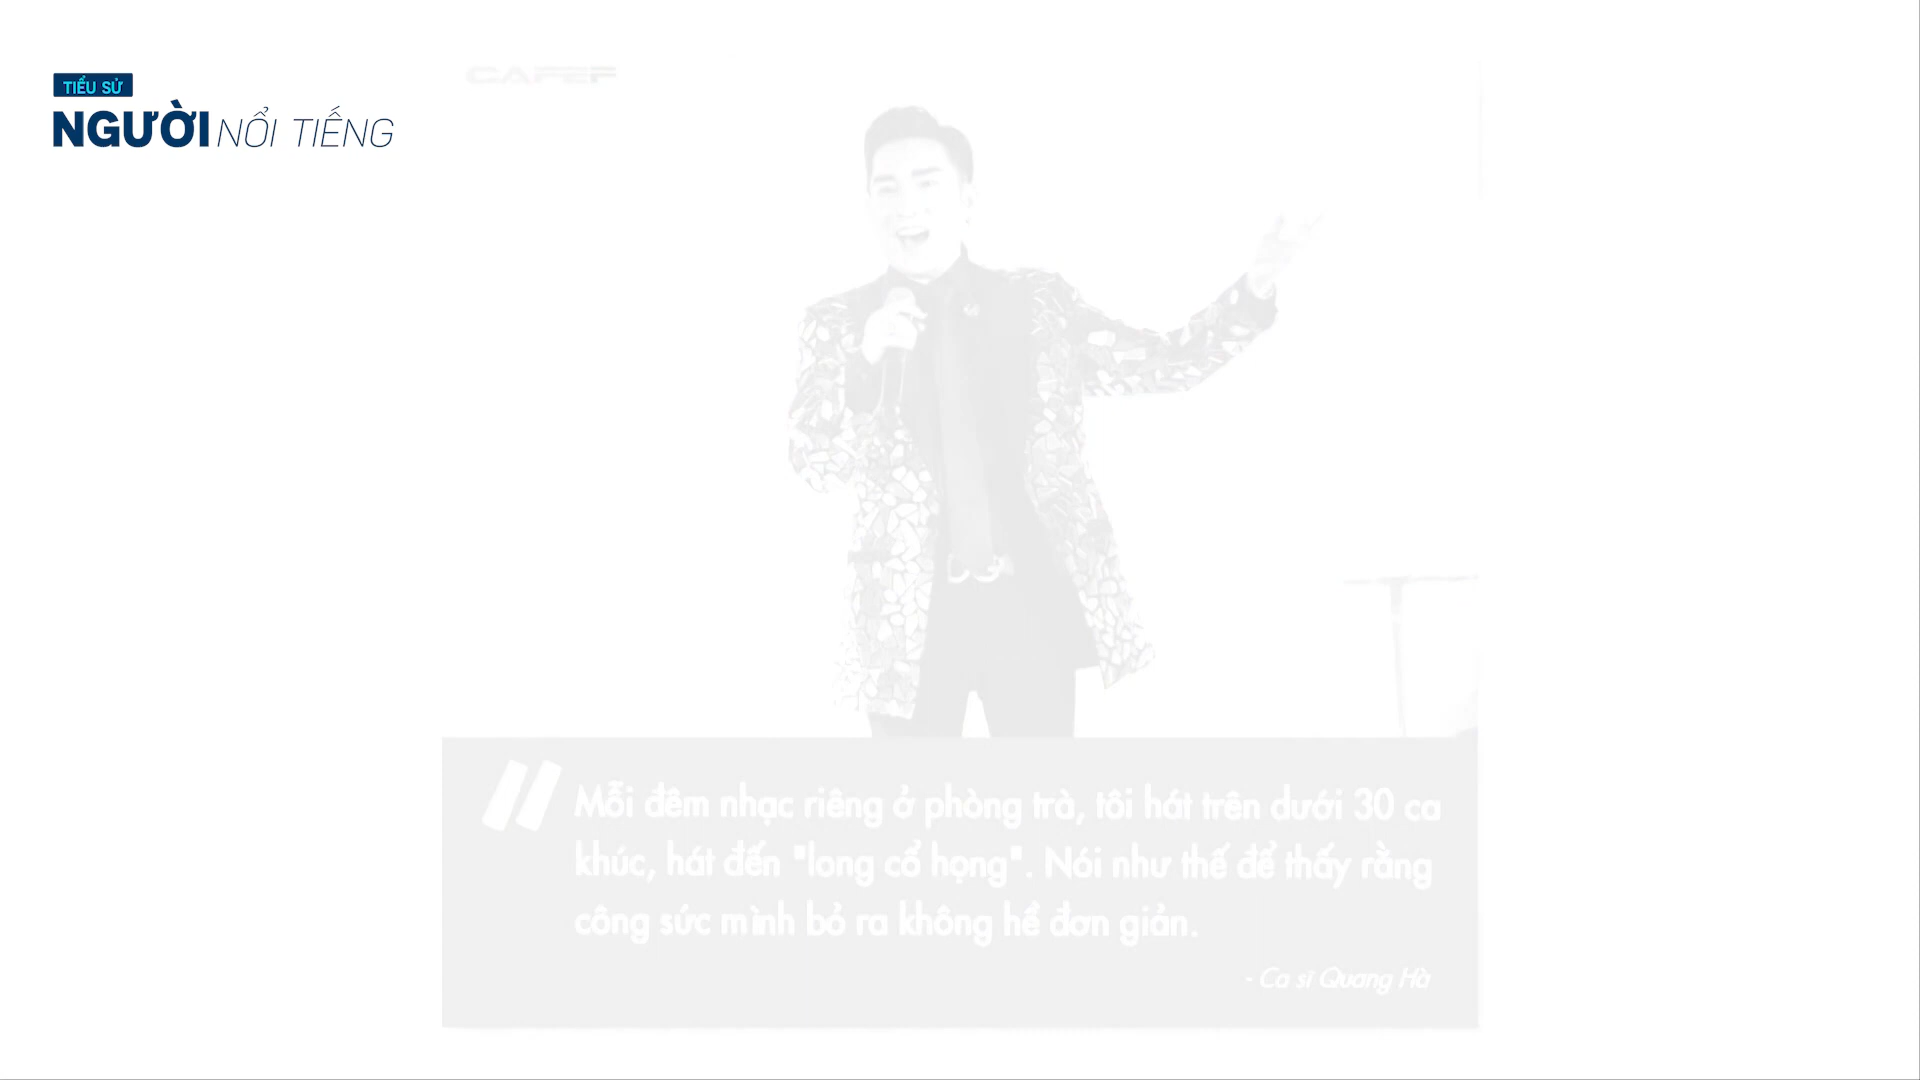 CAFEF
TIỂU SỬ
NGƯỜI NỔI TIẾNG
Mỗi đêm nhạc riêng ở phòng trà, tôi hát trên dưới 30 ca
khúc, hát đến "long cổ họng". Nói như thế để thấy rằng
công sức mình bỏ ra không hề đơn giản.
- Ca sĩ Quang Hà